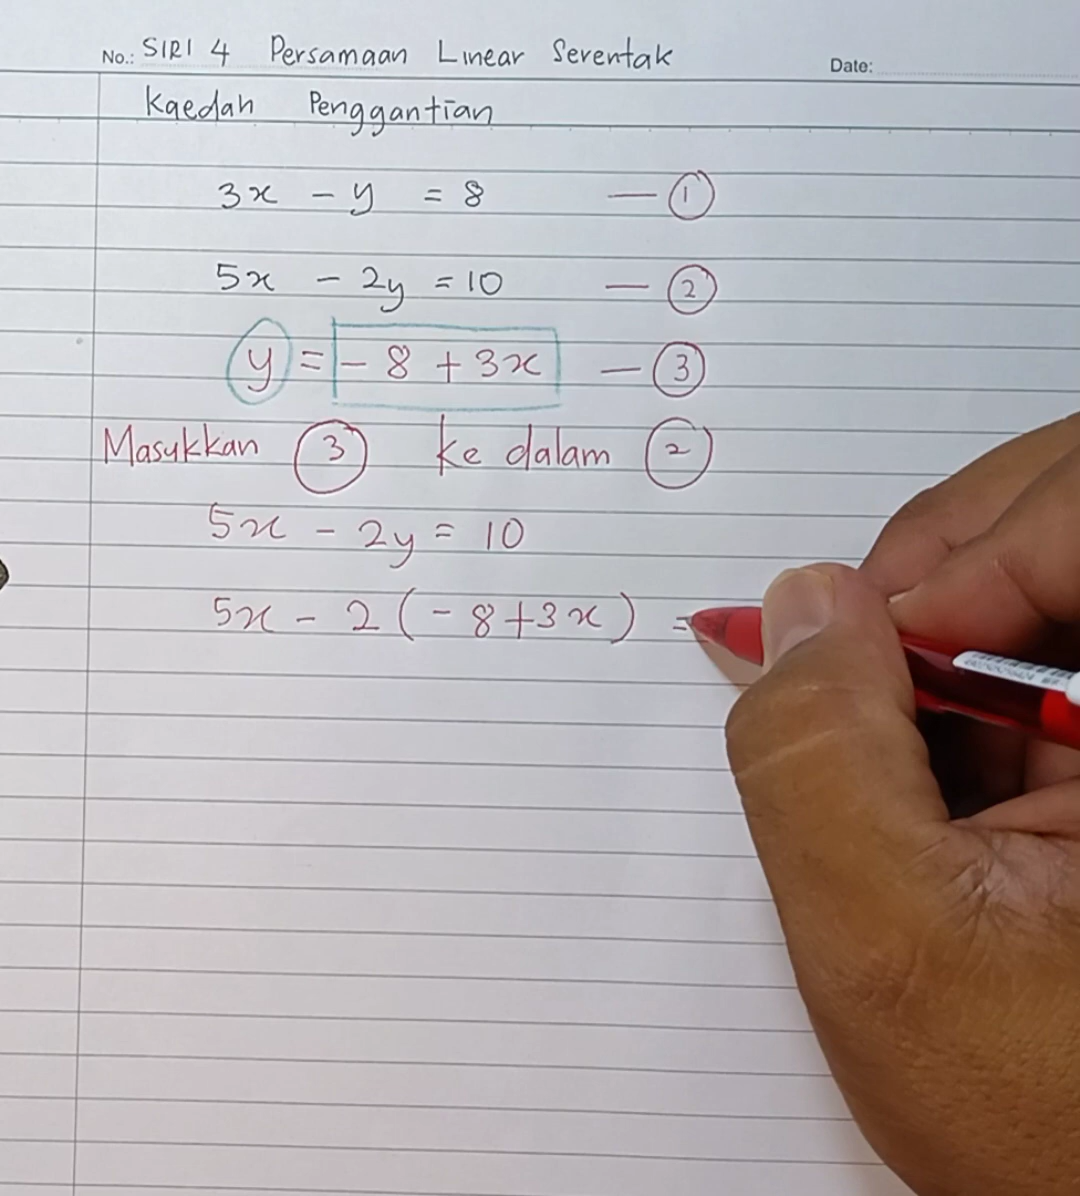 No.: SIRI 4 Persamaan Linear Serentak Date:
Kaedah Penggantian
3x - y = 8 — ①
5x - 2y = 10 — ②
y = - 8 + 3x — ③
Masukkan ③ ke dalam ②
5x - 2y = 10
5x - 2 ( - 8 + 3x ) =